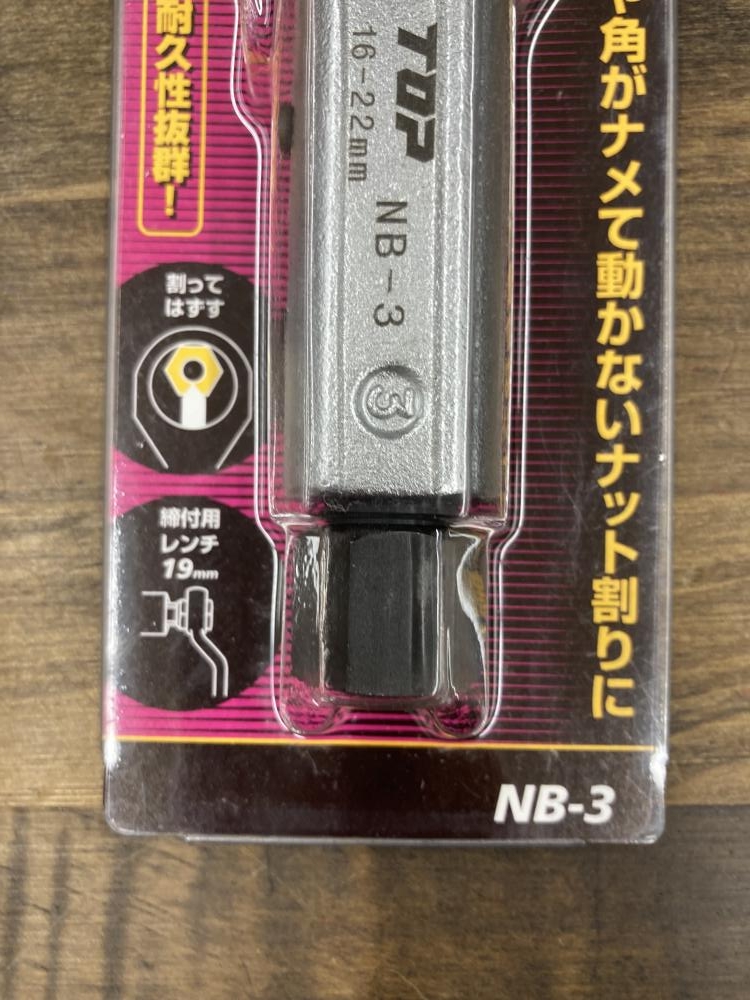 や角がナメて動かないナット割りに
耐久性抜群!
TOP
16-22mm
NB-3
3
割って
はずす
締付用
レンチ
19mm
NB-3